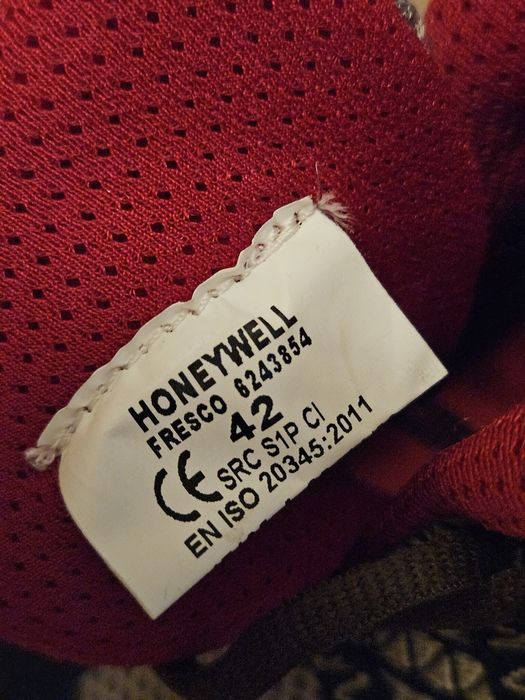 HONEYWELL
FRESCO 6243854
42
CE SRC S1P CI
EN ISO 20345:2011